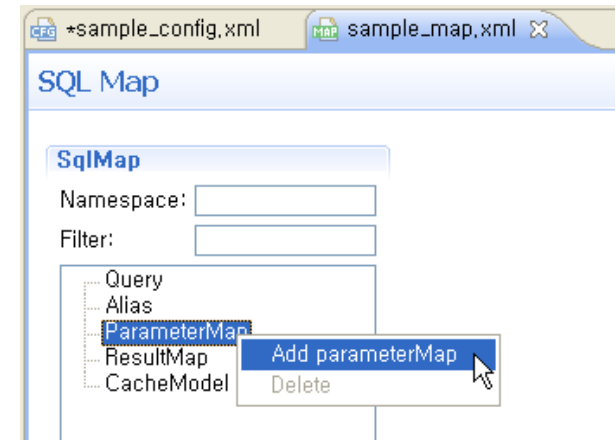 CFG *sample_config,xml MAP sample_map,xml
SQL Map
SqlMap
Namespace:
Filter:
Query
Alias
ParameterMap
ResultMap
CacheModel
Add parameterMap
Delete